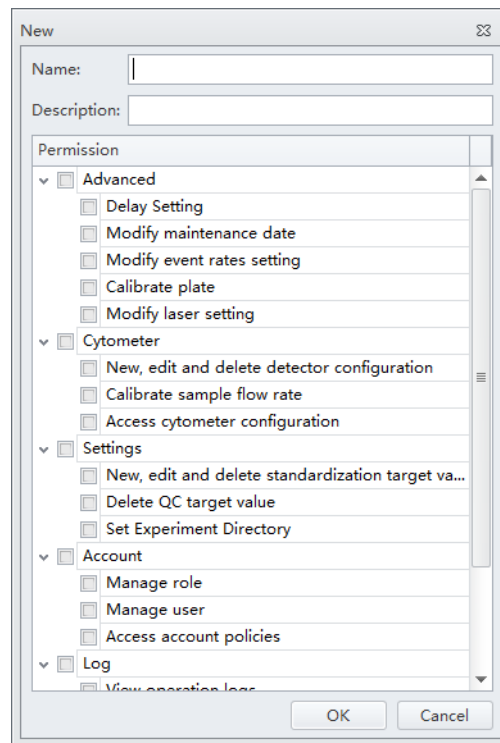 New
Name:
Description:
Permission
Advanced
Delay Setting
Modify maintenance date
Modify event rates setting
Calibrate plate
Modify laser setting
Cytometer
New, edit and delete detector configuration
Calibrate sample flow rate
Access cytometer configuration
Settings
New, edit and delete standardization target va...
Delete QC target value
Set Experiment Directory
Account
Manage role
Manage user
Access account policies
Log
View operation logs
OK Cancel